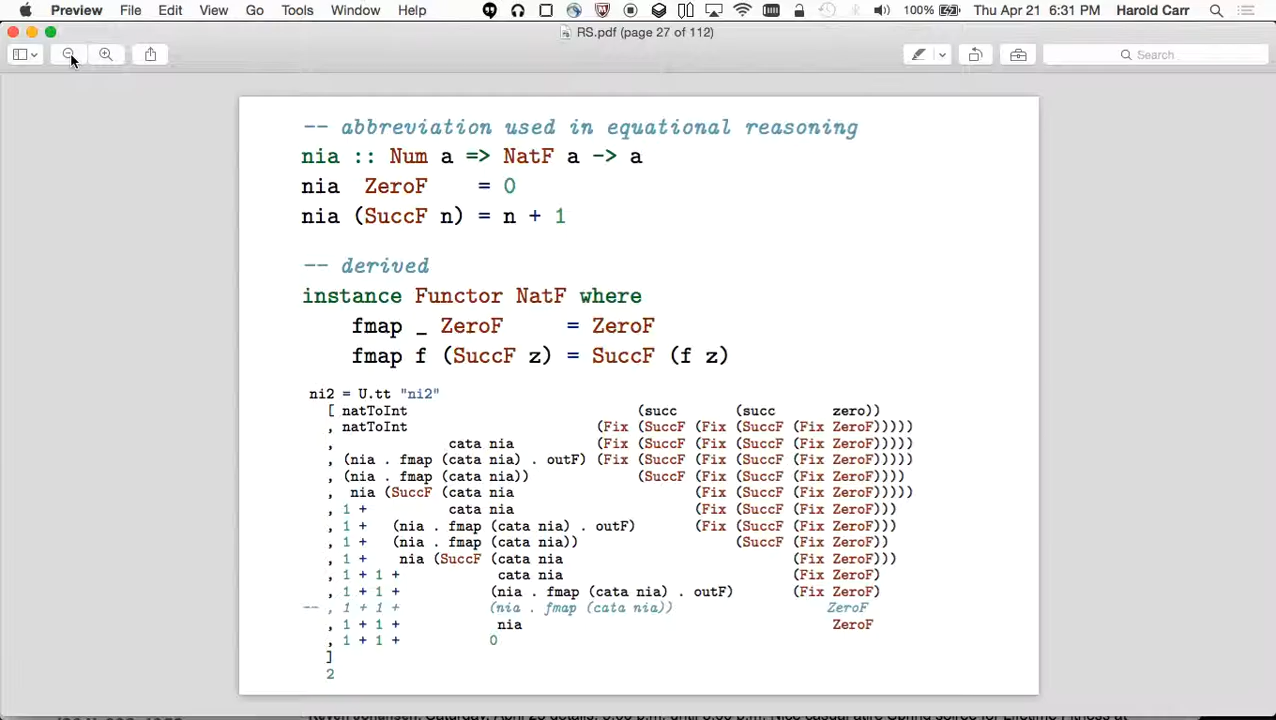 Preview File Edit View Go Tools Window Help 100% Thu Apr 21 6:31 PM Harold Carr
RS.pdf (page 27 of 112)
Search
-- abbreviation used in equational reasoning
nia :: Num a => NatF a -> a
nia  ZeroF    = 0
nia (SuccF n) = n + 1
-- derived
instance Functor NatF where
    fmap _ ZeroF     = ZeroF
    fmap f (SuccF z) = SuccF (f z)
ni2 = U.tt "ni2"
[ natToInt (succ (succ zero))
, natToInt (Fix (SuccF (Fix (SuccF (Fix ZeroF)))))
, cata nia (Fix (SuccF (Fix (SuccF (Fix ZeroF)))))
, (nia . fmap (cata nia) . outF) (Fix (SuccF (Fix (SuccF (Fix ZeroF)))))
, (nia . fmap (cata nia)) (SuccF (Fix (SuccF (Fix ZeroF))))
, nia (SuccF (cata nia (Fix (SuccF (Fix ZeroF)))))
, 1 + cata nia (Fix (SuccF (Fix ZeroF)))
, 1 + (nia . fmap (cata nia) . outF) (Fix (SuccF (Fix ZeroF)))
, 1 + (nia . fmap (cata nia)) (SuccF (Fix ZeroF))
, 1 + nia (SuccF (cata nia (Fix ZeroF)))
, 1 + 1 + cata nia (Fix ZeroF)
, 1 + 1 + (nia . fmap (cata nia) . outF) (Fix ZeroF)
-- , 1 + 1 + (nia . fmap (cata nia)) ZeroF
, 1 + 1 + nia ZeroF
, 1 + 1 + 0
]
2